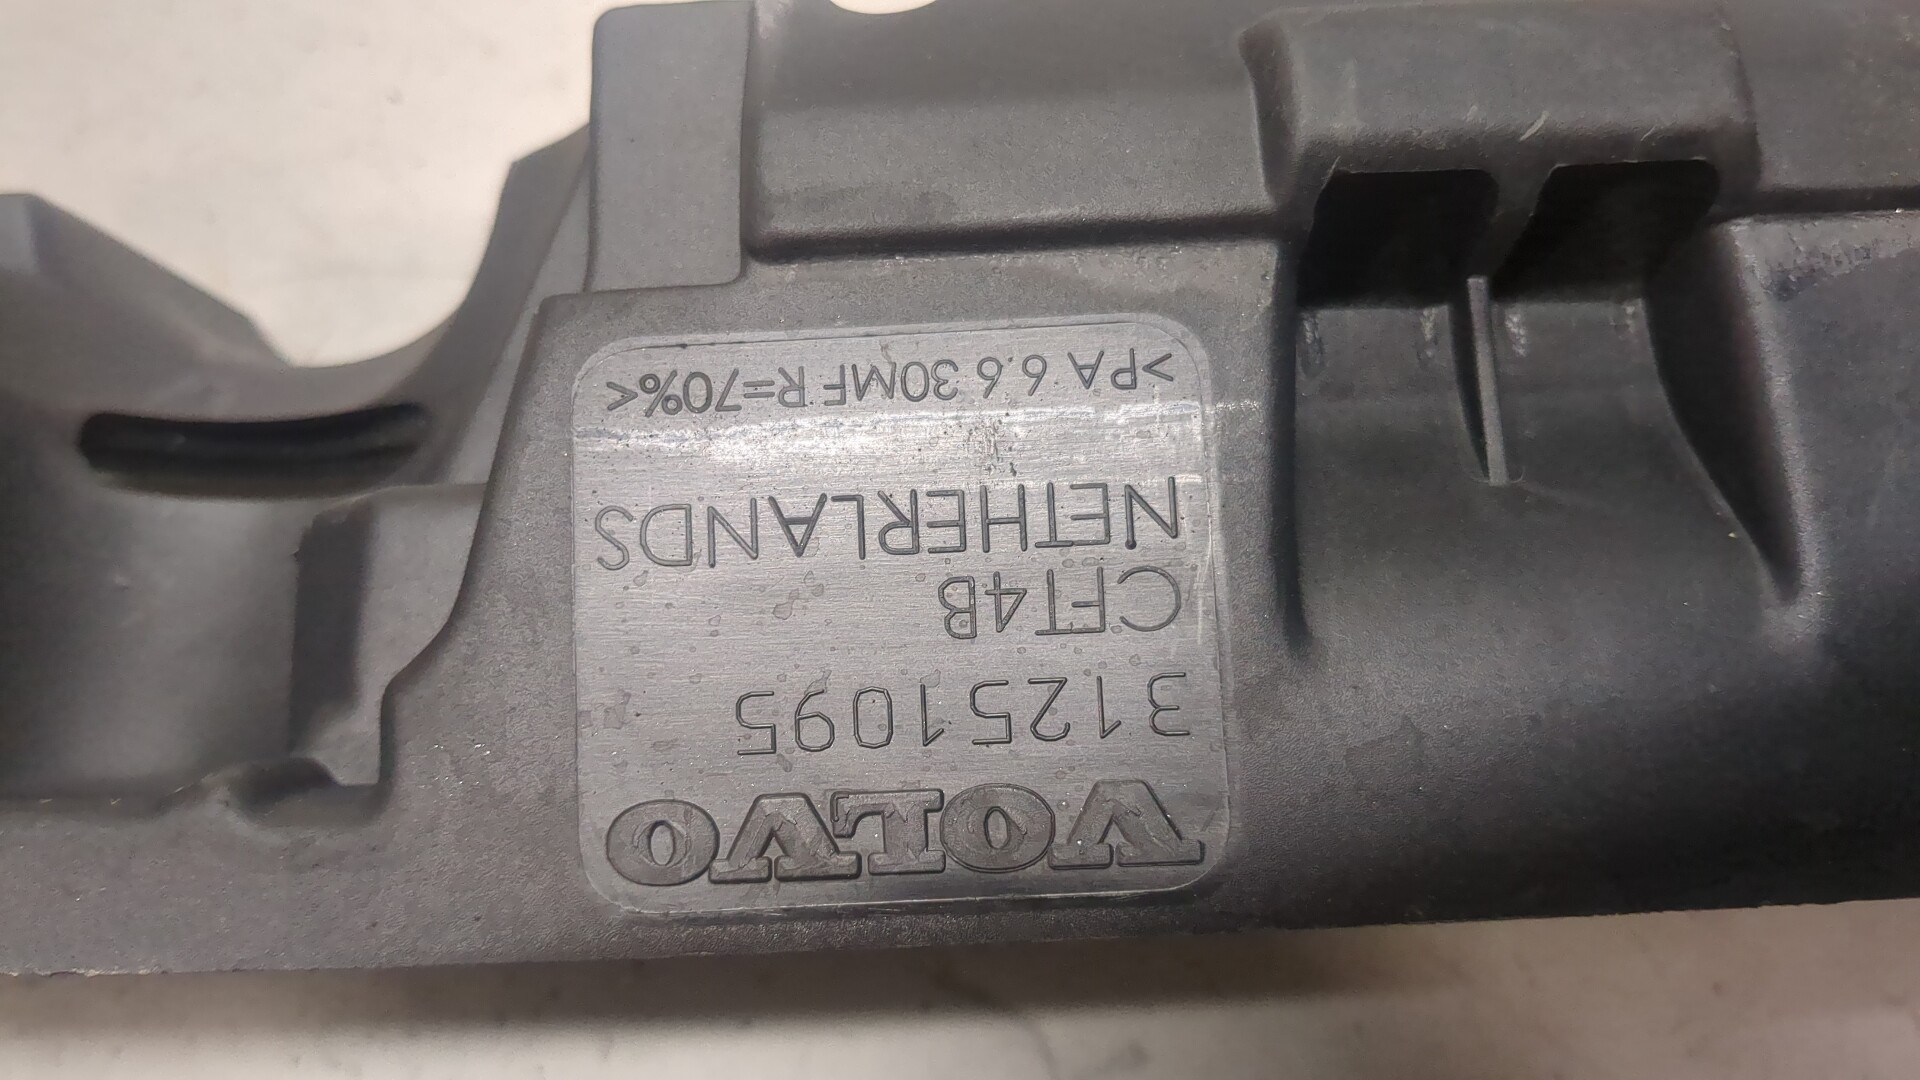 VOLVO
31251095
CFT4B
NETHERLANDS
>PA 6.6 30MF R=70%<